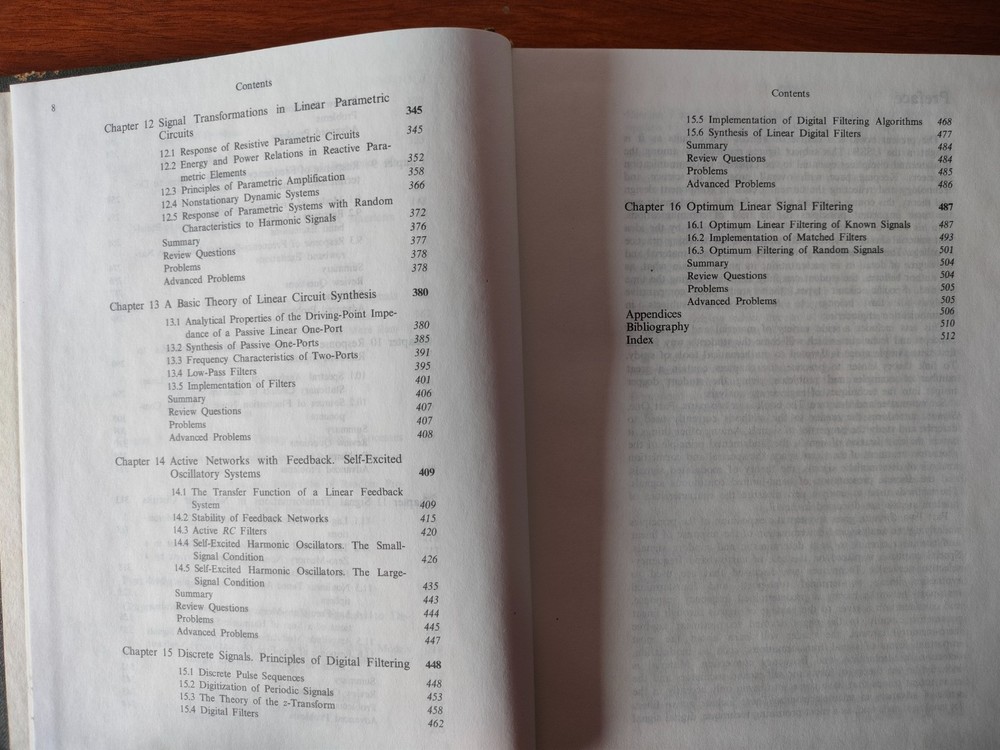 8
Contents
Chapter 12 Signal Transformations in Linear Parametric
Circuits 345
12.1 Response of Resistive Parametric Circuits 345
12.2 Energy and Power Relations in Reactive Para-
metric Elements 352
12.3 Principles of Parametric Amplification 358
12.4 Nonstationary Dynamic Systems 366
12.5 Response of Parametric Systems with Random
Characteristics to Harmonic Signals 372
Summary 376
Review Questions 377
Problems 378
Advanced Problems 378
Chapter 13 A Basic Theory of Linear Circuit Synthesis 380
13.1 Analytical Properties of the Driving-Point Impe-
dance of a Passive Linear One-Port 380
13.2 Synthesis of Passive One-Ports 385
13.3 Frequency Characteristics of Two-Ports 391
13.4 Low-Pass Filters 395
13.5 Implementation of Filters 401
Summary 406
Review Questions 407
Problems 407
Advanced Problems 408
Chapter 14 Active Networks with Feedback. Self-Excited
Oscillatory Systems 409
14.1 The Transfer Function of a Linear Feedback
System 409
14.2 Stability of Feedback Networks 415
14.3 Active RC Filters 420
14.4 Self-Excited Harmonic Oscillators. The Small-
Signal Condition 426
14.5 Self-Excited Harmonic Oscillators. The Large-
Signal Condition 435
Summary 443
Review Questions 444
Problems 445
Advanced Problems 447
Chapter 15 Discrete Signals. Principles of Digital Filtering 448
15.1 Discrete Pulse Sequences 448
15.2 Digitization of Periodic Signals 453
15.3 The Theory of the z-Transform 458
15.4 Digital Filters 462
Contents
15.5 Implementation of Digital Filtering Algorithms 468
15.6 Synthesis of Linear Digital Filters 477
Summary 484
Review Questions 484
Problems 485
Advanced Problems 486
Chapter 16 Optimum Linear Signal Filtering 487
16.1 Optimum Linear Filtering of Known Signals 487
16.2 Implementation of Matched Filters 493
16.3 Optimum Filtering of Random Signals 501
Summary 504
Review Questions 504
Problems 505
Advanced Problems 505
Appendices 506
Bibliography 510
Index 512